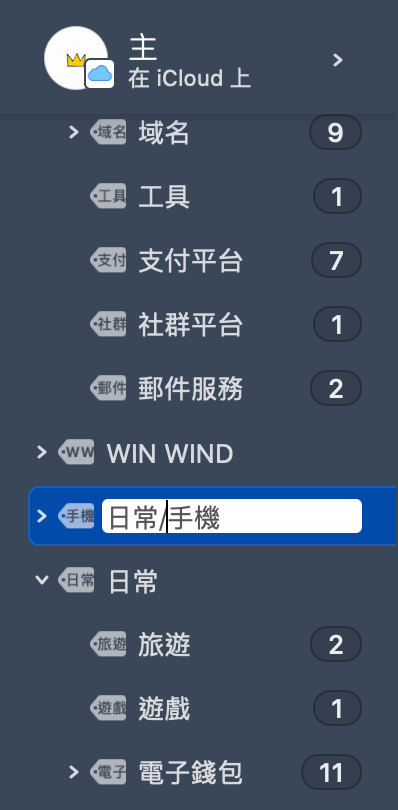 主
在 iCloud 上
域名 域名 9
工具 工具 1
支付 支付平台 7
社群 社群平台 1
郵件 郵件服務 2
WW WIN WIND
手機 日常/手機
日常 日常
旅遊 旅遊 2
遊戲 遊戲 1
電子 電子錢包 11